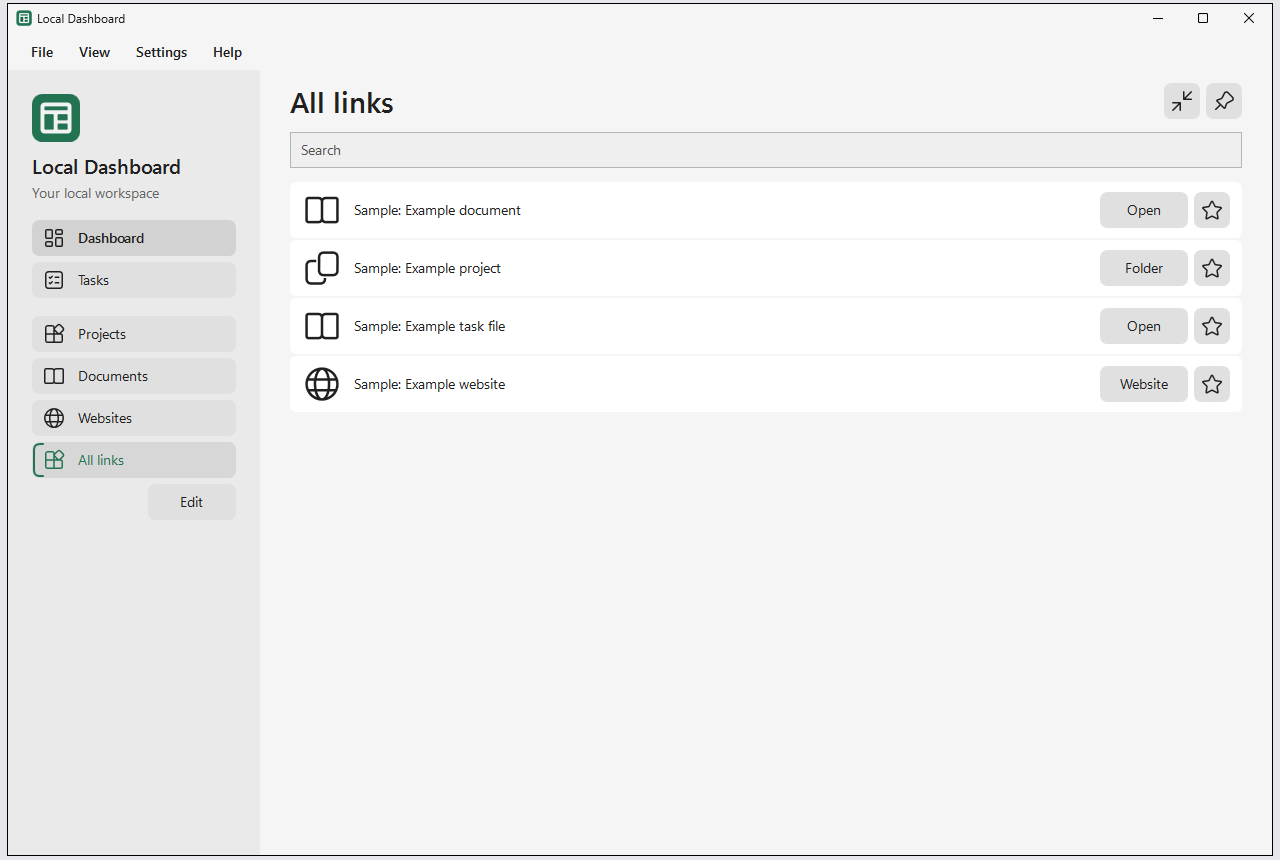 Local Dashboard
File View Settings Help
Local Dashboard
Your local workspace
Dashboard
Tasks
Projects
Documents
Websites
All links
Edit
All links
Search
Sample: Example document Open
Sample: Example project Folder
Sample: Example task file Open
Sample: Example website Website